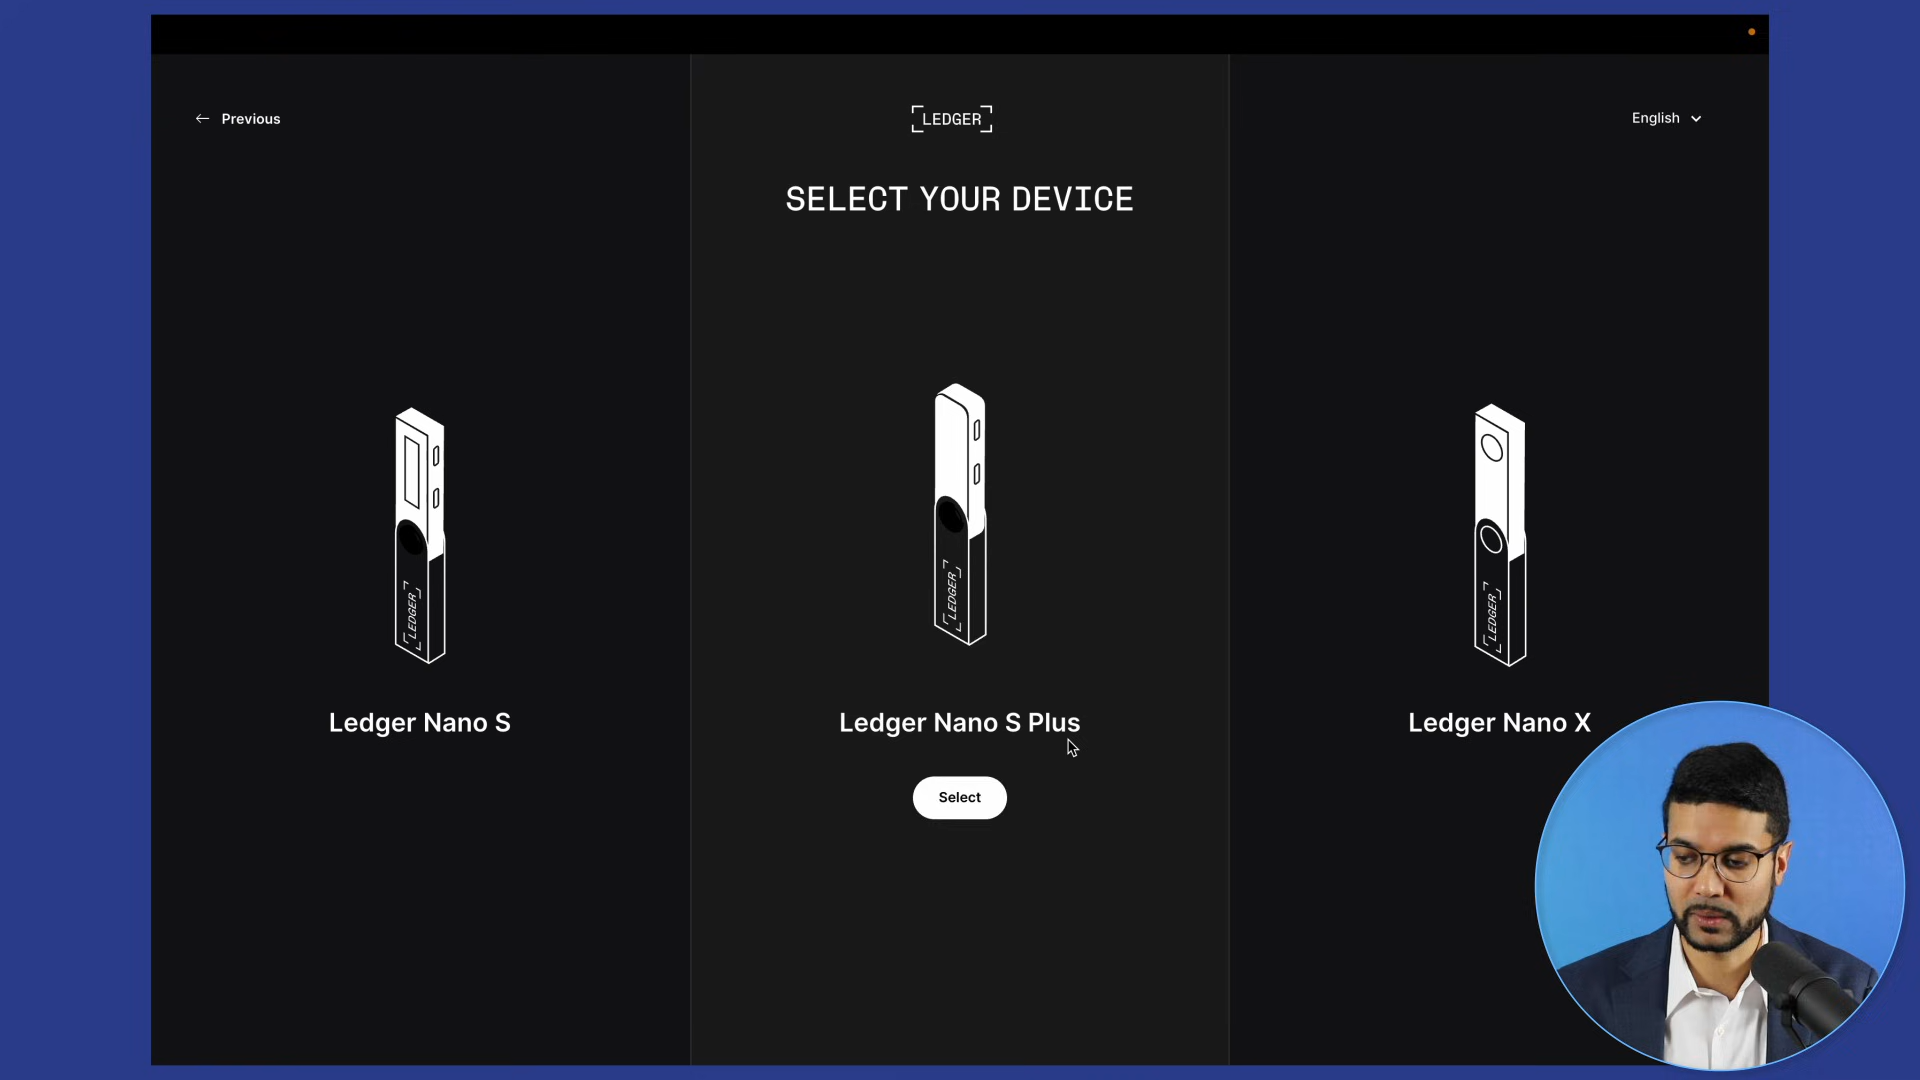 Previous
LEDGER
English
SELECT YOUR DEVICE
LEDGER
LEDGER
LEDGER
Ledger Nano S
Ledger Nano S Plus
Ledger Nano X
Select